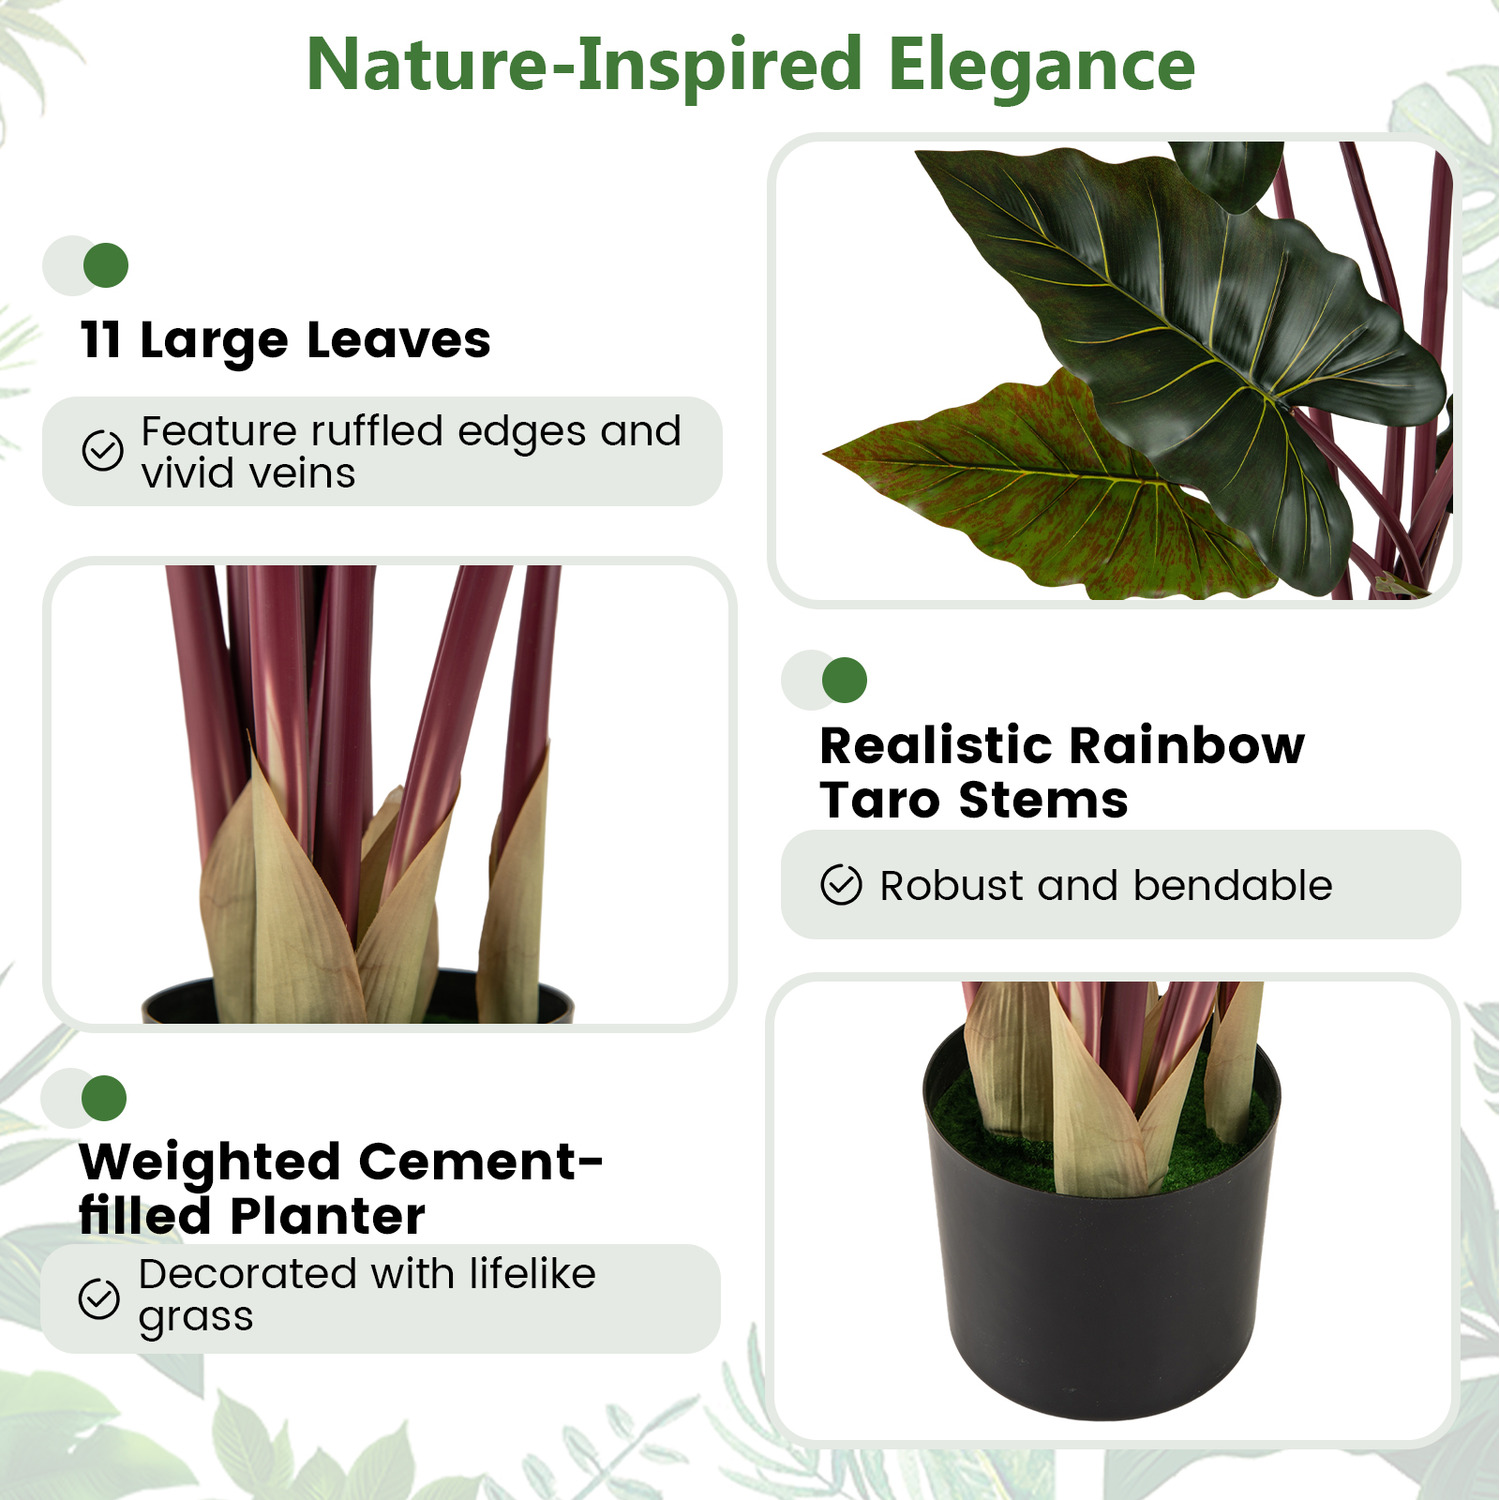 Nature-Inspired Elegance
11 Large Leaves
Feature ruffled edges and
vivid veins
Realistic Rainbow
Taro Stems
Robust and bendable
Weighted Cement-
filled Planter
Decorated with lifelike
grass